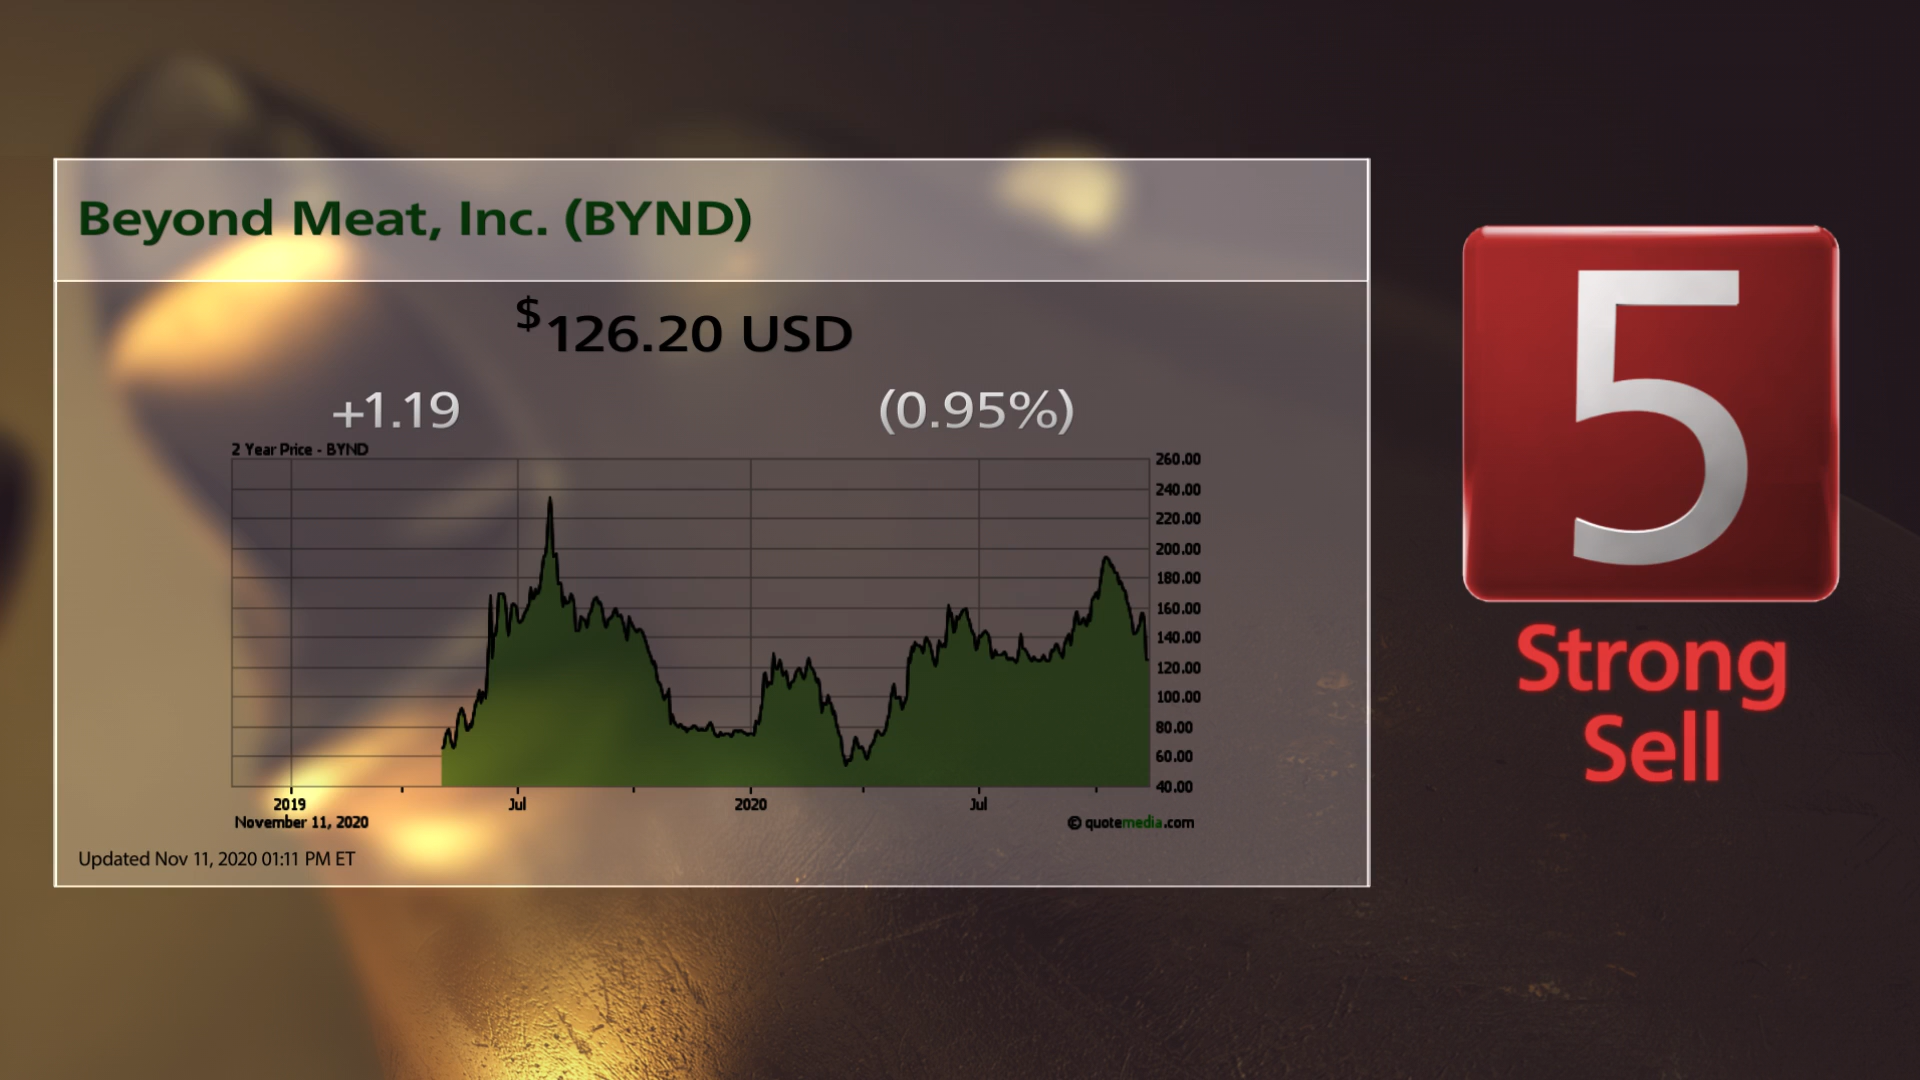 Beyond Meat, Inc. (BYND)
$126.20 USD
+1.19
(0.95%)
2 Year Price - BYND
260.00
240.00
220.00
200.00
180.00
160.00
140.00
120.00
100.00
80.00
60.00
40.00
2019
Jul
2020
Jul
November 11, 2020
© quotemedia.com
Updated Nov 11, 2020 01:11 PM ET
5
Strong
Sell